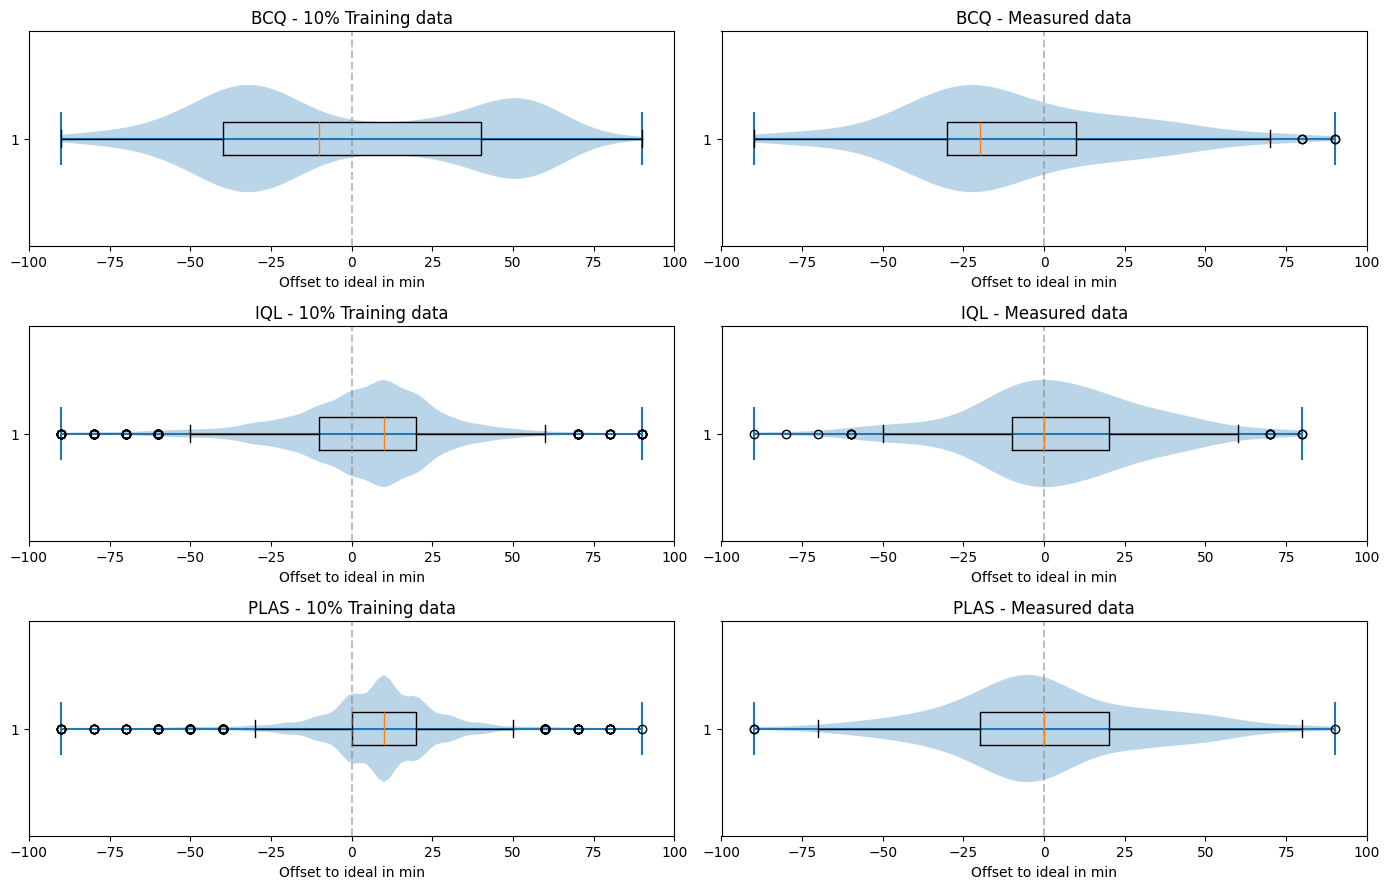 BCQ - 10% Training data
BCQ - Measured data
1
1
−100 −75 −50 −25 0 25 50 75 100
−100 −75 −50 −25 0 25 50 75 100
Offset to ideal in min
Offset to ideal in min
IQL - 10% Training data
IQL - Measured data
1
1
−100 −75 −50 −25 0 25 50 75 100
−100 −75 −50 −25 0 25 50 75 100
Offset to ideal in min
Offset to ideal in min
PLAS - 10% Training data
PLAS - Measured data
1
1
−100 −75 −50 −25 0 25 50 75 100
−100 −75 −50 −25 0 25 50 75 100
Offset to ideal in min
Offset to ideal in min